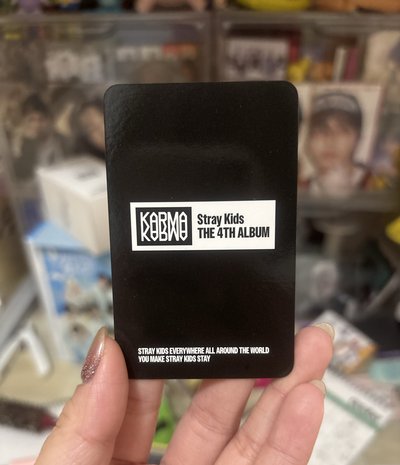 KARMA
KARMA
Stray Kids
THE 4TH ALBUM
STRAY KIDS EVERYWHERE ALL AROUND THE WORLD
YOU MAKE STRAY KIDS STAY